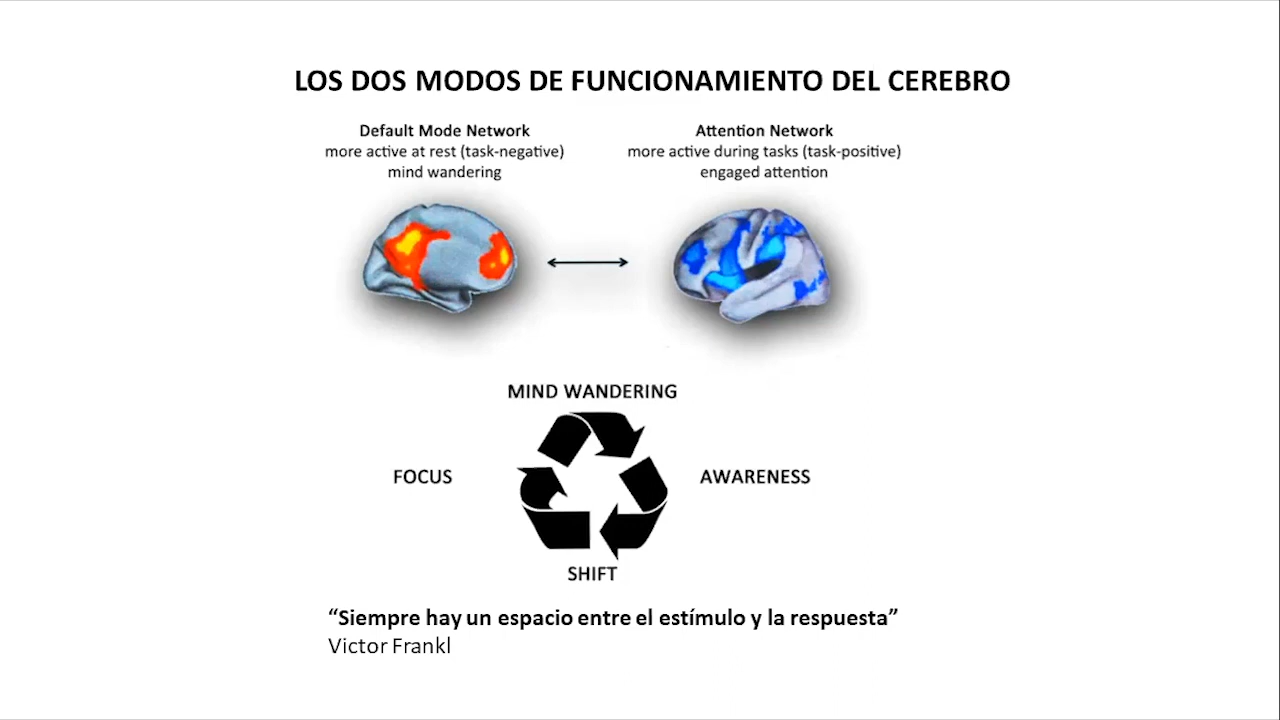 LOS DOS MODOS DE FUNCIONAMIENTO DEL CEREBRO
Default Mode Network
more active at rest (task-negative)
mind wandering
Attention Network
more active during tasks (task-positive)
engaged attention
MIND WANDERING
FOCUS
AWARENESS
SHIFT
“Siempre hay un espacio entre el estímulo y la respuesta”
Victor Frankl